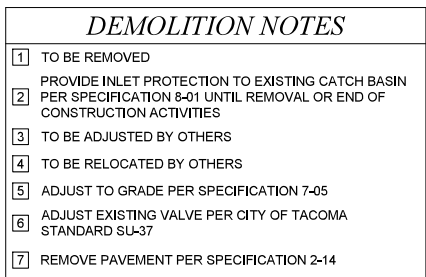 DEMOLITION NOTES
1 TO BE REMOVED
PROVIDE INLET PROTECTION TO EXISTING CATCH BASIN
2 PER SPECIFICATION 8-01 UNTIL REMOVAL OR END OF
CONSTRUCTION ACTIVITIES
3 TO BE ADJUSTED BY OTHERS
4 TO BE RELOCATED BY OTHERS
5 ADJUST TO GRADE PER SPECIFICATION 7-05
6 ADJUST EXISTING VALVE PER CITY OF TACOMA
STANDARD SU-37
7 REMOVE PAVEMENT PER SPECIFICATION 2-14